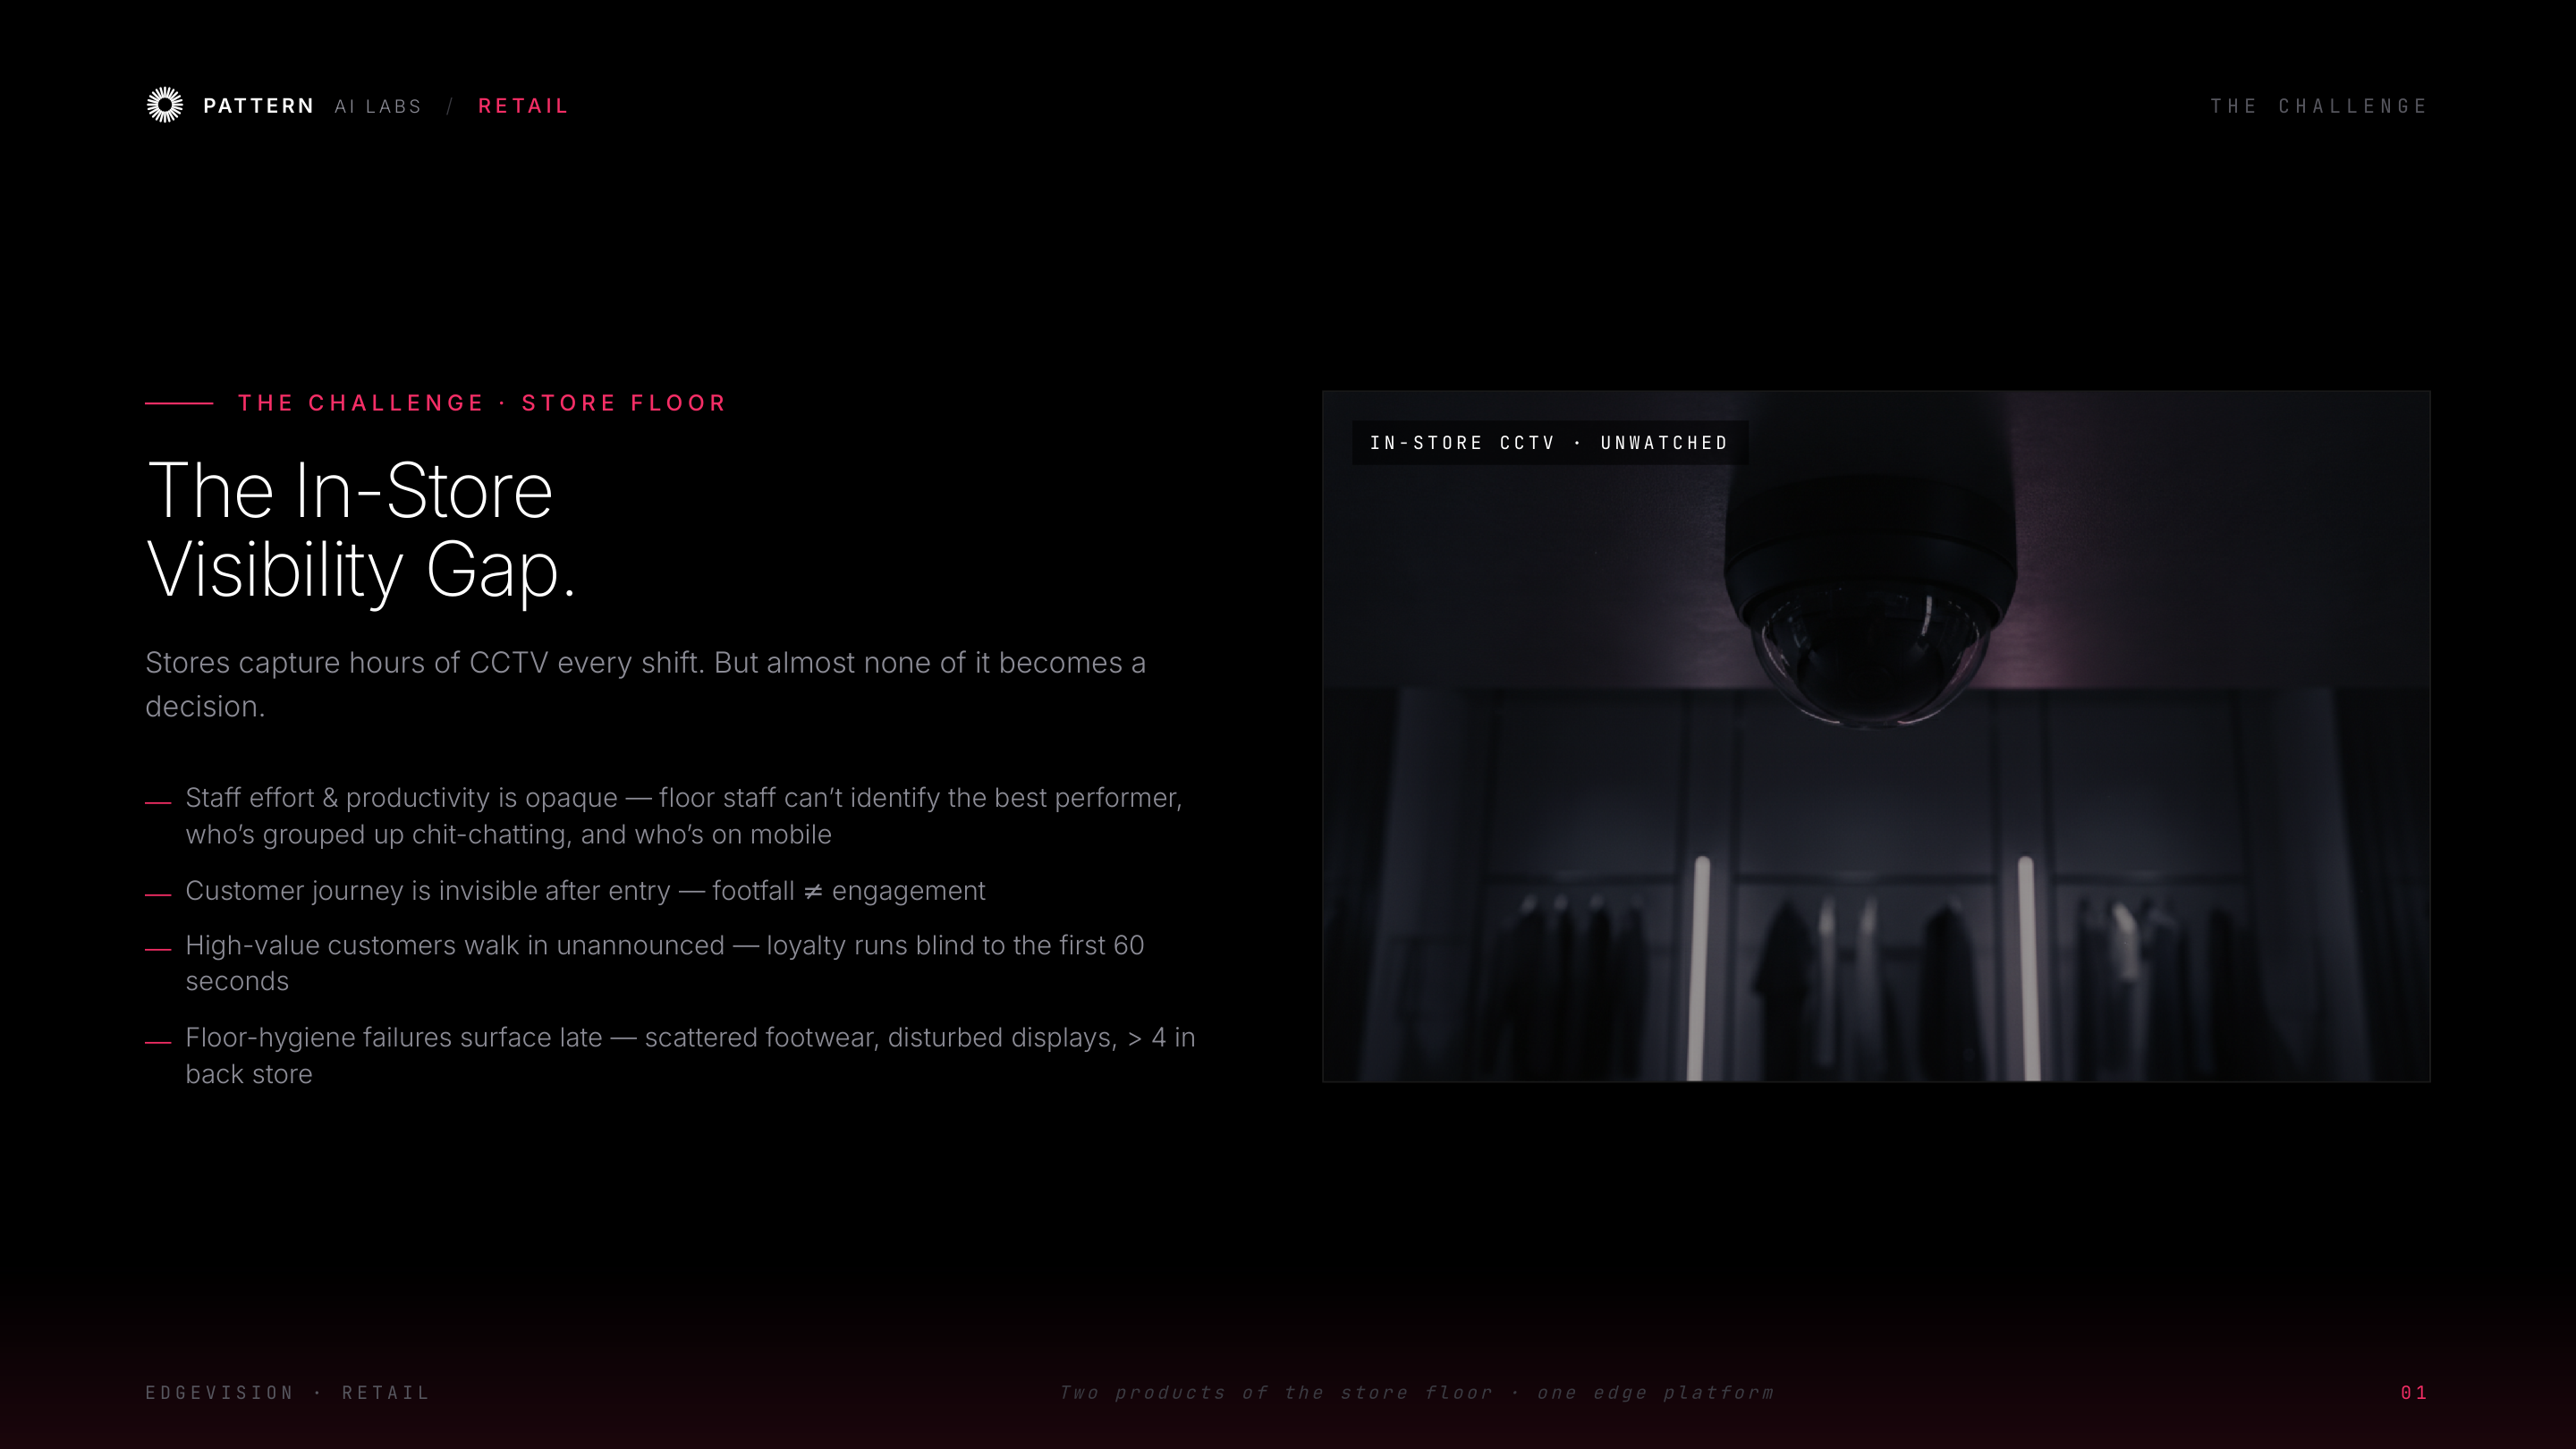 PATTERN AI LABS / RETAIL
THE CHALLENGE
THE CHALLENGE · STORE FLOOR
The In-Store
Visibility Gap.
Stores capture hours of CCTV every shift. But almost none of it becomes a
decision.
— Staff effort & productivity is opaque — floor staff can’t identify the best performer,
who’s grouped up chit-chatting, and who’s on mobile
— Customer journey is invisible after entry — footfall ≠ engagement
— High-value customers walk in unannounced — loyalty runs blind to the first 60
seconds
— Floor-hygiene failures surface late — scattered footwear, disturbed displays, > 4 in
back store
IN-STORE CCTV · UNWATCHED
EDGEVISION · RETAIL
Two products of the store floor · one edge platform
01